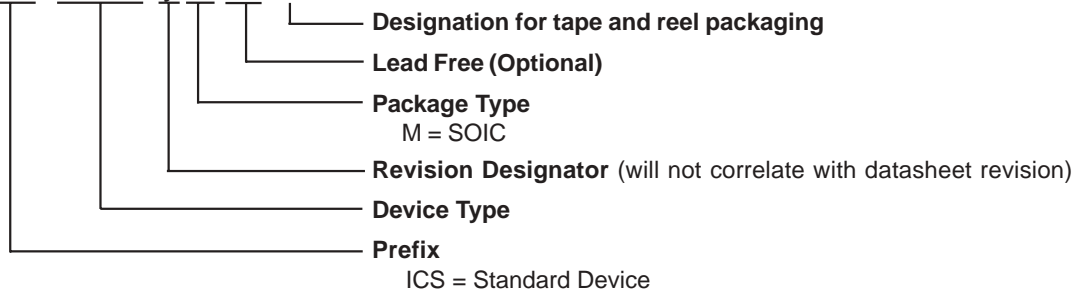 Designation for tape and reel packaging
Lead Free (Optional)
Package Type
M = SOIC
Revision Designator (will not correlate with datasheet revision)
Device Type
Prefix
ICS = Standard Device